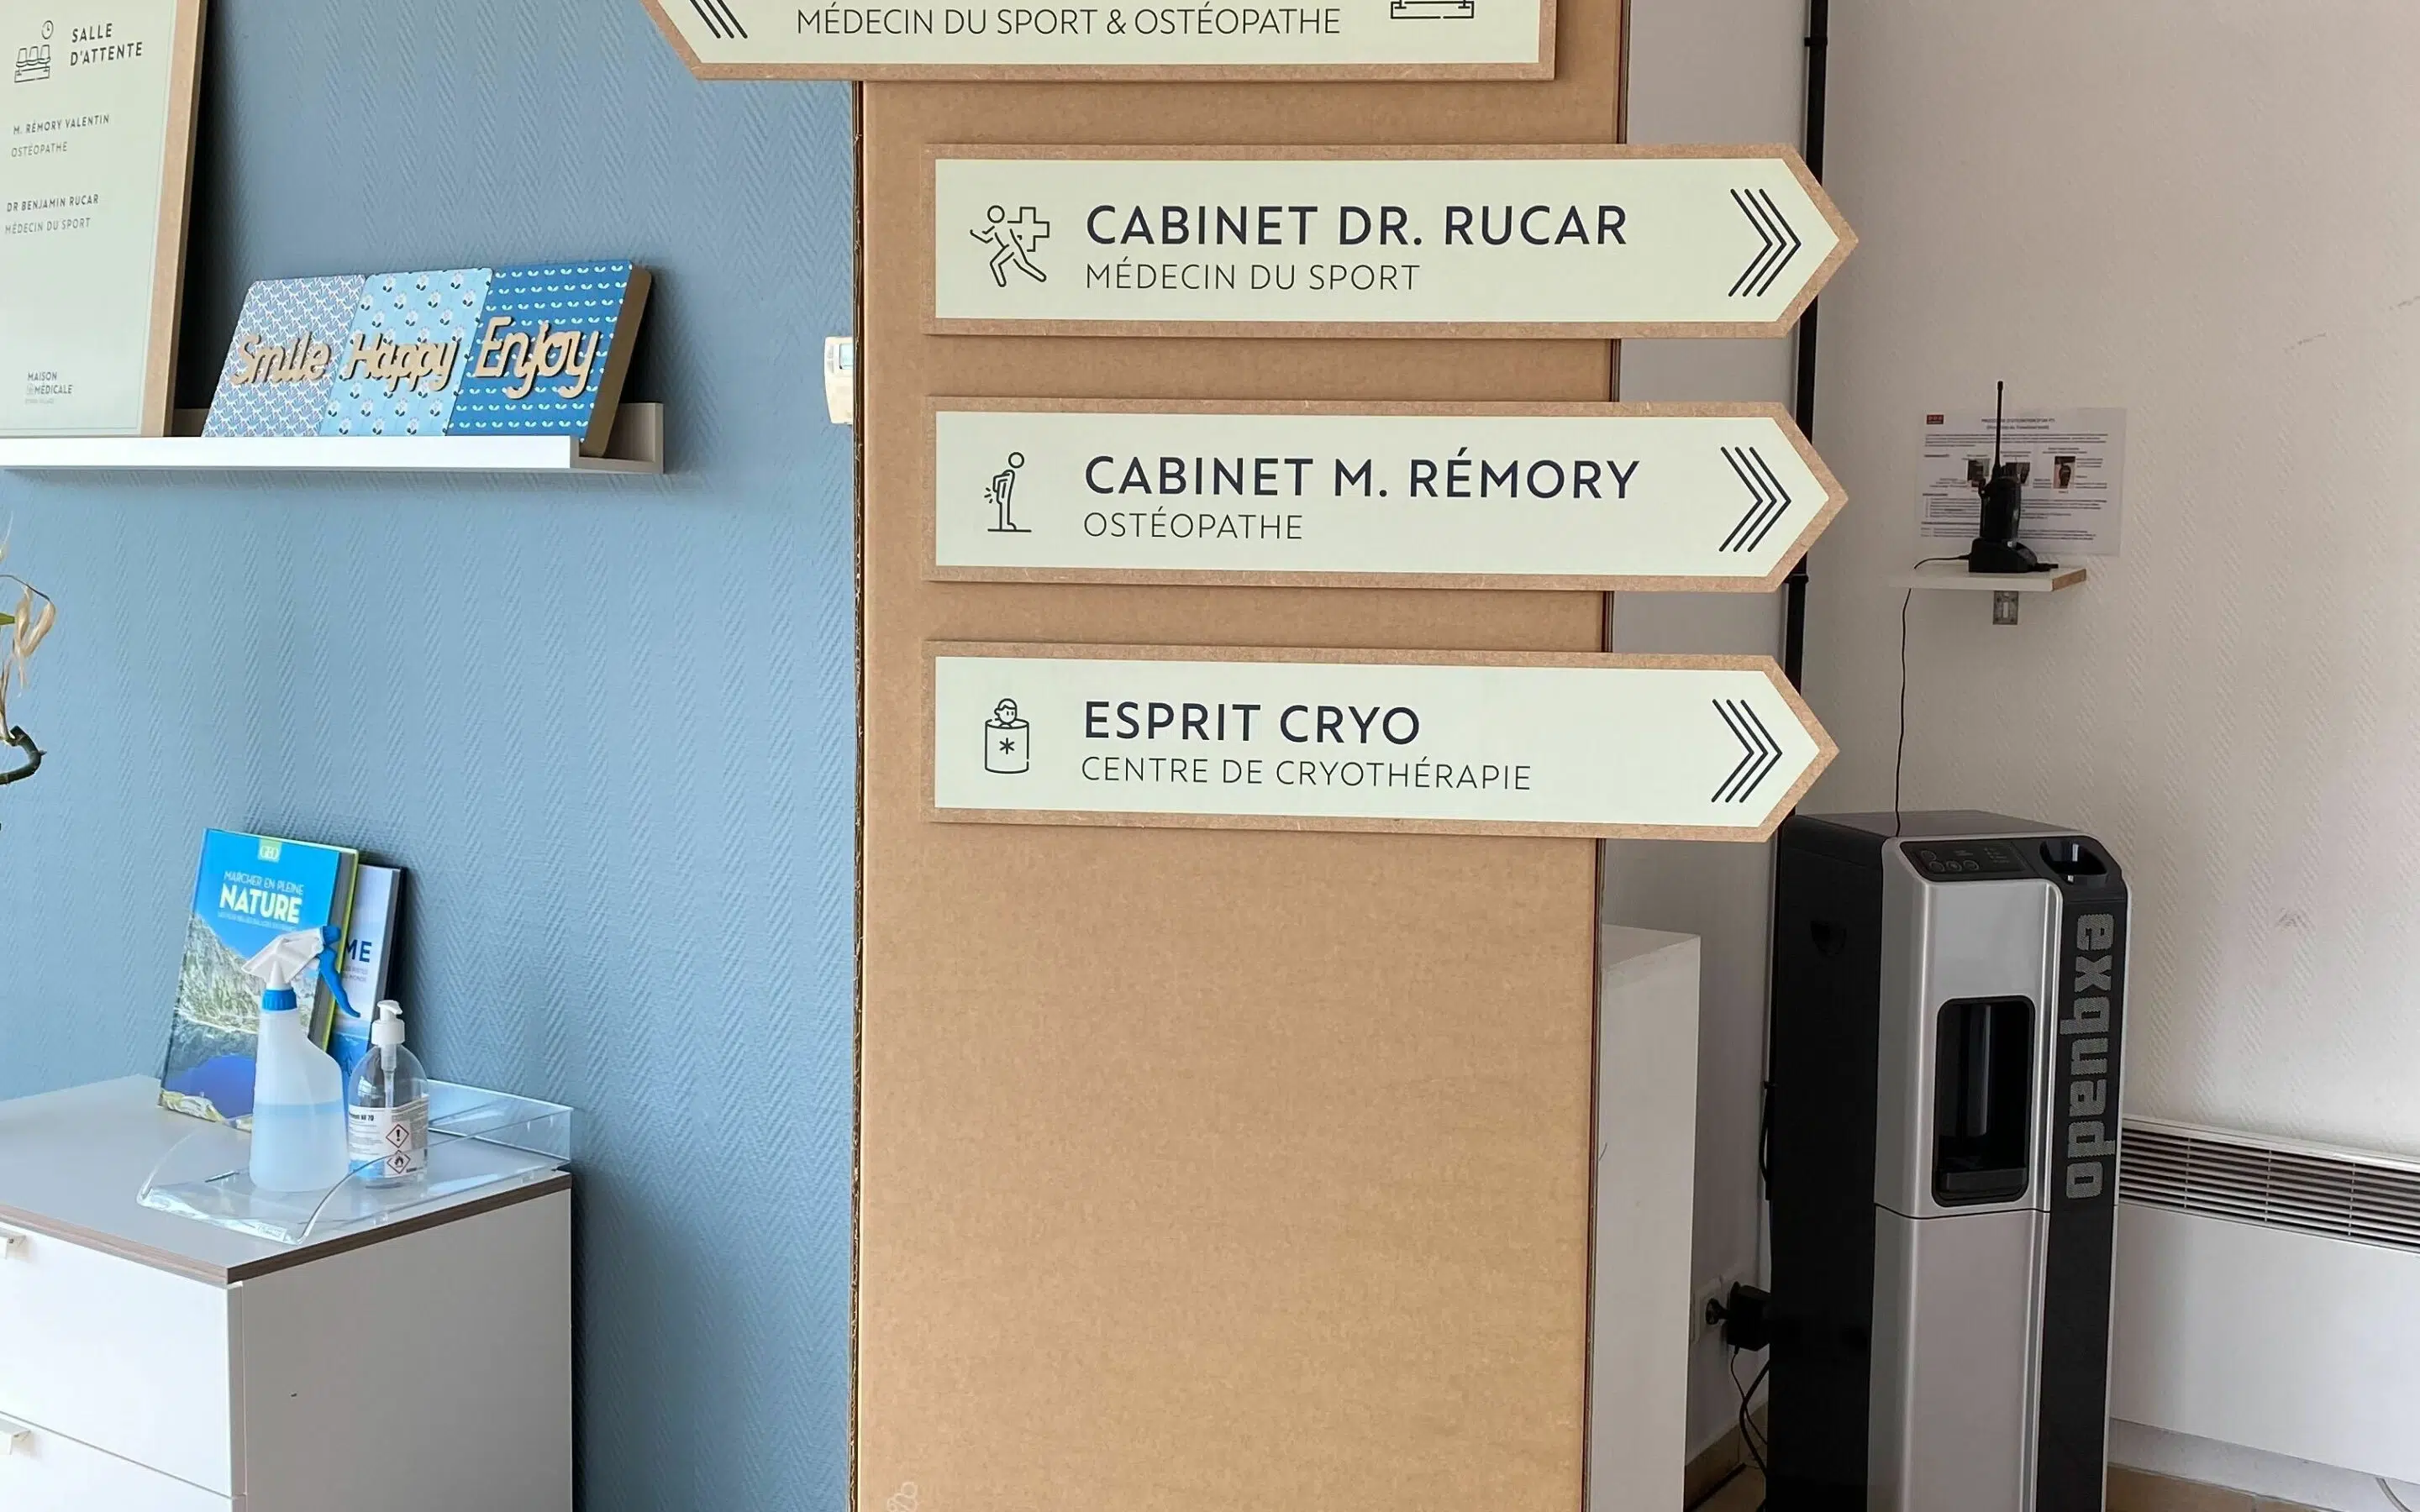 SALLE
D'ATTENTE
M. RÉMORY VALENTIN
OSTÉOPATHE
DR BENJAMIN RUCAR
MÉDECIN DU SPORT
MAISON
MÉDICALE
Smile Happy Enjoy
MÉDECIN DU SPORT & OSTÉOPATHE
CABINET DR. RUCAR
MÉDECIN DU SPORT
CABINET M. RÉMORY
OSTÉOPATHE
ESPRIT CRYO
CENTRE DE CRYOTHÉRAPIE
GEO
MARCHER EN PLEINE
NATURE
ME
exquado